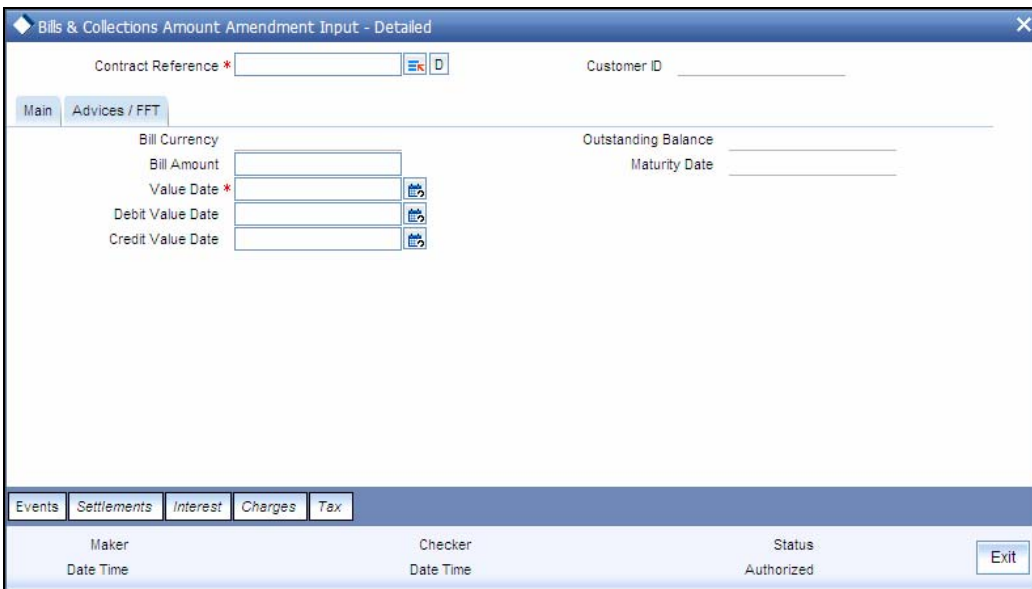 Bills & Collections Amount Amendment Input - Detailed
Contract Reference * D Customer ID
Main Advices / FFT
Bill Currency Outstanding Balance
Bill Amount Maturity Date
Value Date *
Debit Value Date
Credit Value Date
Events Settlements Interest Charges Tax
Maker Checker Status
Date Time Date Time Authorized
Exit